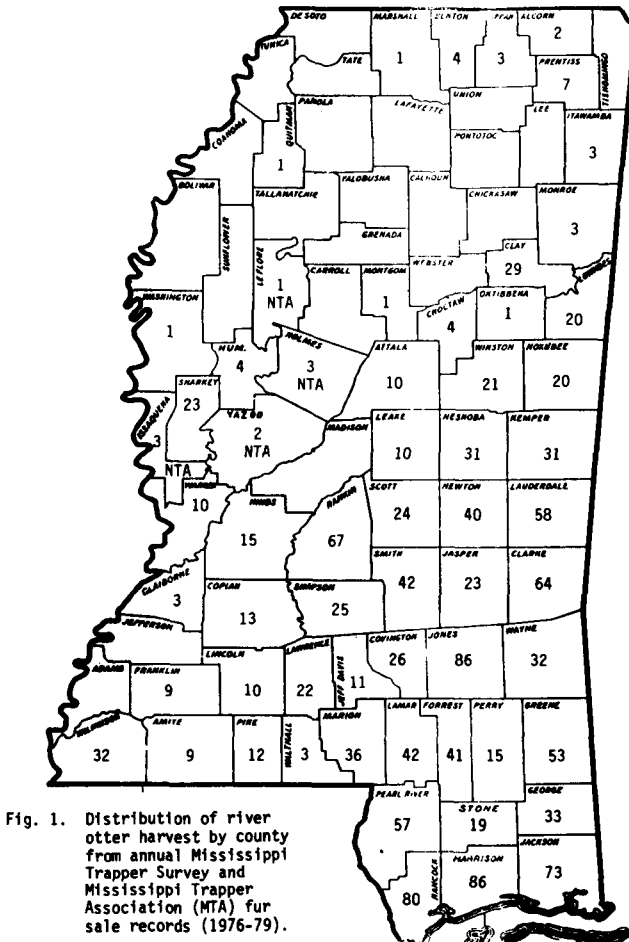 DE SOTO
MARSHALL
1
BENTON
4
3
ALCORN
2
TUNICA
TATE
PRENTISS
7
TISHOMINGO
PANOLA
LAFAYETTE
UNION
LEE
ITAWAMBA
3
COAHOMA
QUITMAN
1
PONTOTOC
BOLIVAR
TALLAHATCHIE
YALOBUSHA
CALHOUN
CHICKASAW
MONROE
3
SUNFLOWER
GRENADA
LEFLORE
1
NTA
CARROLL
MONTGOM
1
WEBSTER
CLAY
29
LOWNDES
20
WASHINGTON
1
CHOCTAW
4
OKTIBBEHA
1
HUM.
4
HOLMES
3
NTA
ATTALA
10
WINSTON
21
NOXUBEE
20
SHARKEY
23
ISSAQUENA
3
NTA
YAZOO
2
NTA
MADISON
LEAKE
10
NESHOBA
31
KEMPER
31
WARREN
10
HINDS
15
RANKIN
67
SCOTT
24
NEWTON
40
LAUDERDALE
58
SMITH
42
JASPER
23
CLARKE
64
CLAIBORNE
3
COPIAH
13
SIMPSON
25
JEFFERSON
LINCOLN
10
LAWRENCE
22
JEFF DAVIS
11
COVINGTON
26
JONES
86
WAYNE
32
ADAMS
FRANKLIN
9
WILKINSON
32
AMITE
9
PIKE
12
WALTHALL
3
MARION
36
LAMAR
42
FORREST
41
PERRY
15
GREENE
53
PEARL RIVER
57
STONE
19
GEORGE
33
HANCOCK
80
HARRISON
86
JACKSON
73
Fig. 1. Distribution of river
otter harvest by county
from annual Mississippi
Trapper Survey and
Mississippi Trapper
Association (MTA) fur
sale records (1976-79).